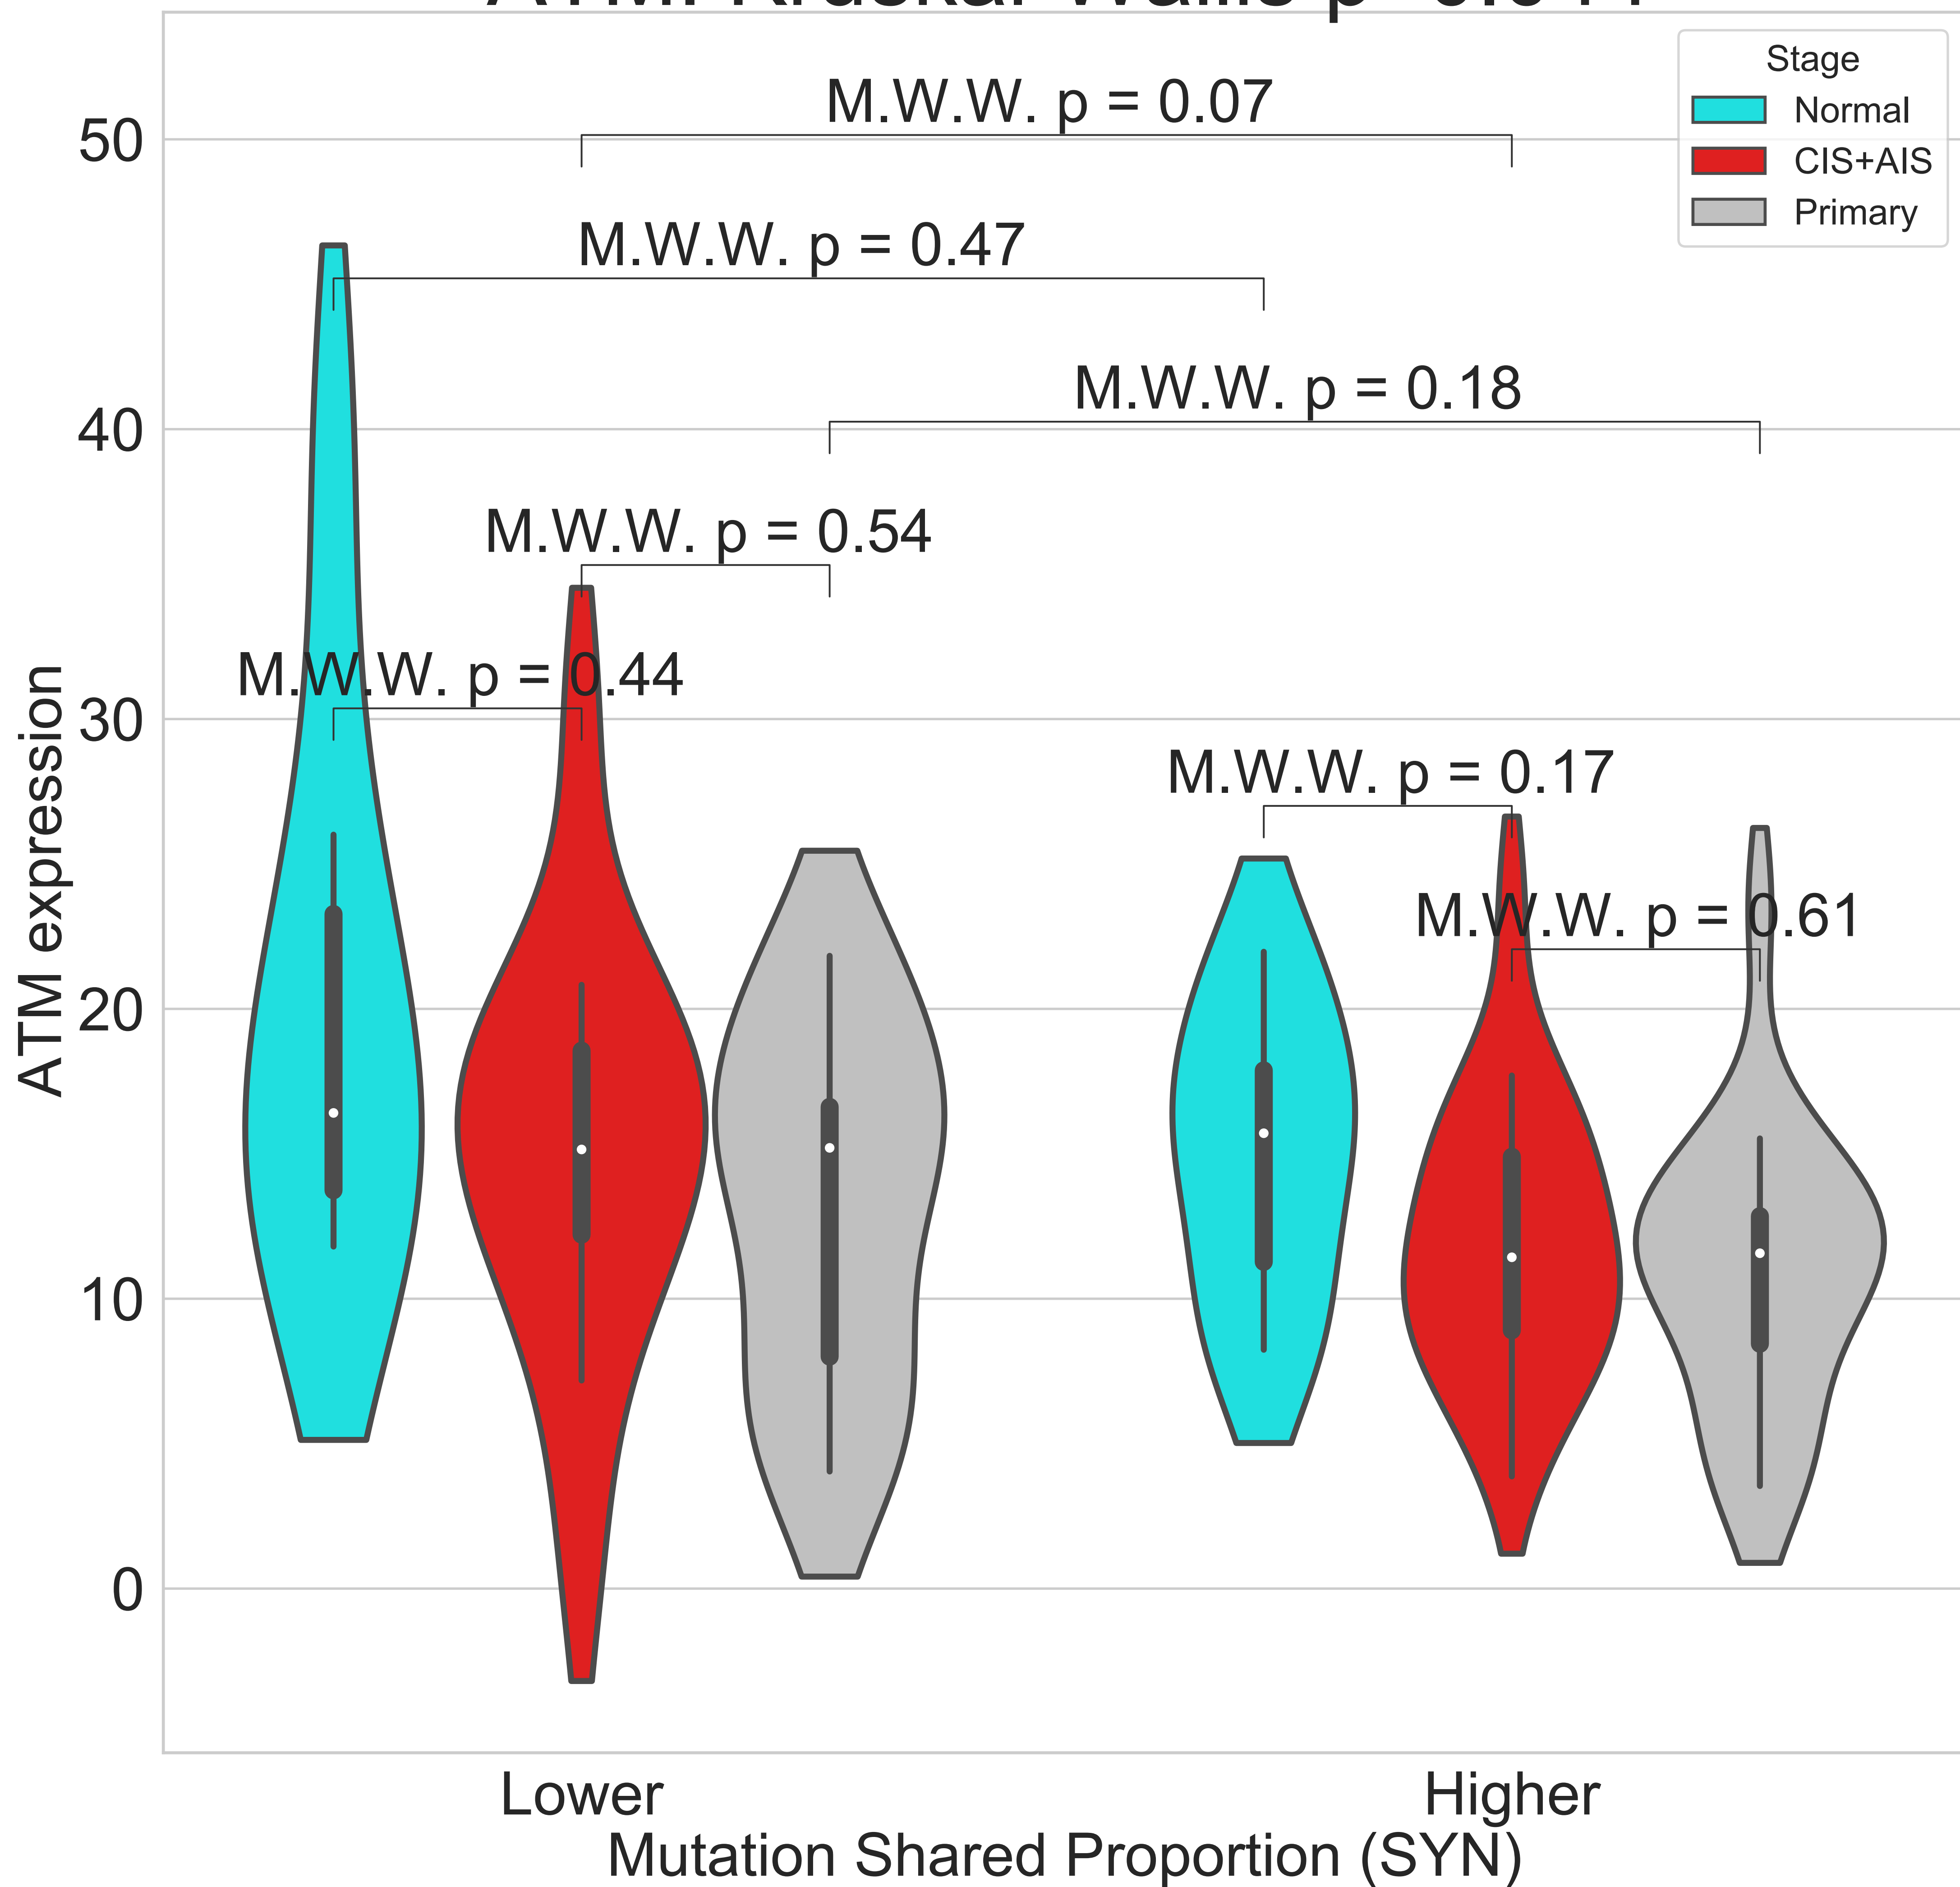 Stage
Normal
CIS+AIS
Primary
M.W.W. p = 0.07
M.W.W. p = 0.47
M.W.W. p = 0.18
M.W.W. p = 0.54
M.W.W. p = 0.44
M.W.W. p = 0.17
M.W.W. p = 0.61
50
40
30
20
10
0
ATM expression
Lower
Higher
Mutation Shared Proportion (SYN)